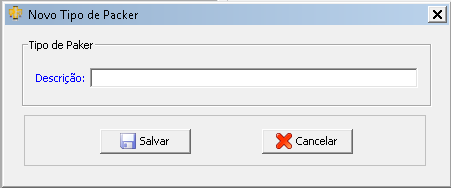 Novo Tipo de Packer
Tipo de Paker
Descrição:
Salvar Cancelar